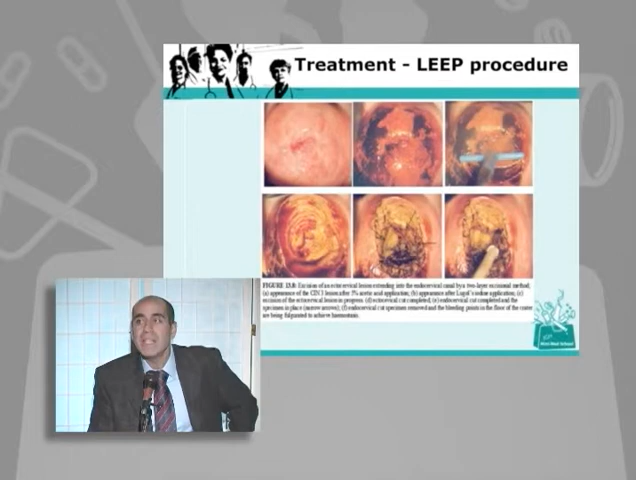 Treatment - LEEP procedure
FIGURE 13.8: Excision of an ectocervical lesion extending into the endocervical canal by a two-layer excisional method;
(a) appearance of the CIN 3 lesion after 5% acetic acid application; (b) appearance after Lugol's iodine application; (c)
excision of the ectocervical lesion in progress. (d) ectocervical cut completed; (e) endocervical cut completed and the
specimen in place (narrow arrows); (f) endocervical cut specimen removed and the bleeding points in the floor of the crater
are being fulgurated to achieve haemostasis.
Mini-Med School